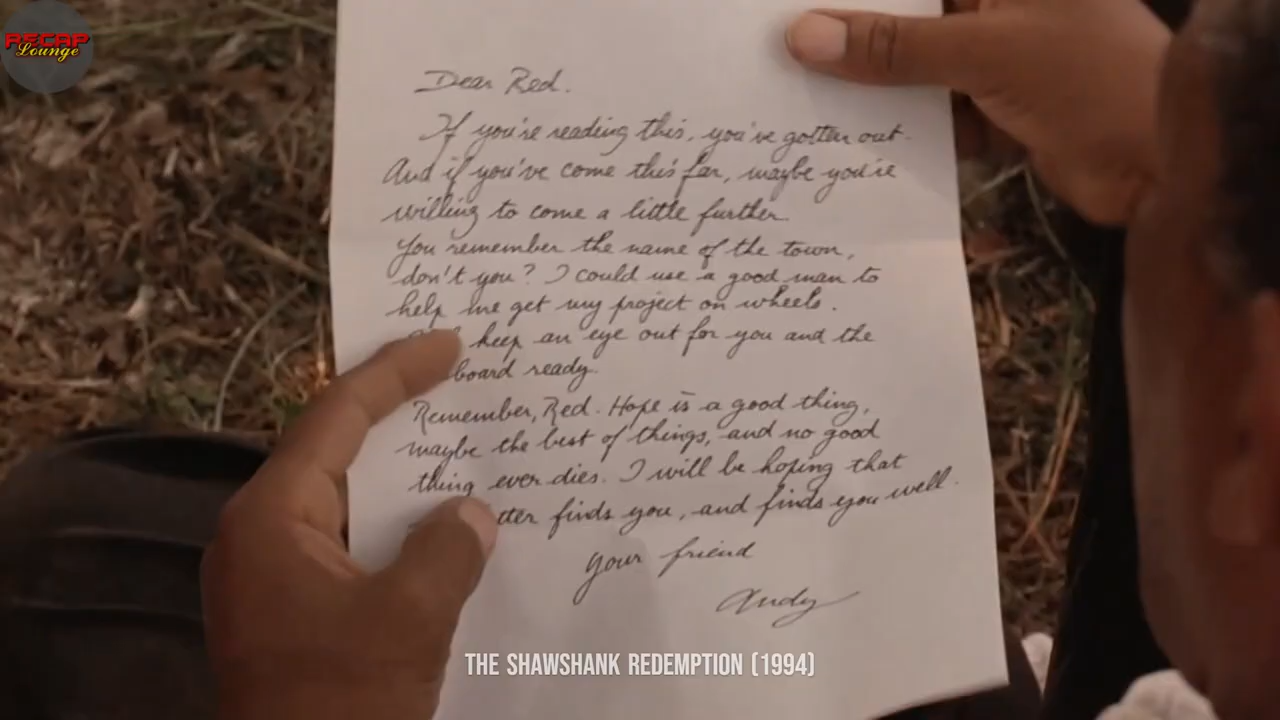 RECAP
Lounge
Dear Red.
If you're reading this, you've gotten out.
And if you've come this far, maybe you're
willing to come a little further.
You remember the name of the town,
don't you? I could use a good man to
help me get my project on wheels.
keep an eye out for you and the
board ready.
Remember, Red. Hope is a good thing,
maybe the best of things, and no good
thing ever dies. I will be hoping that
finds you, and finds you well.
Your friend
Andy
THE SHAWSHANK REDEMPTION (1994)